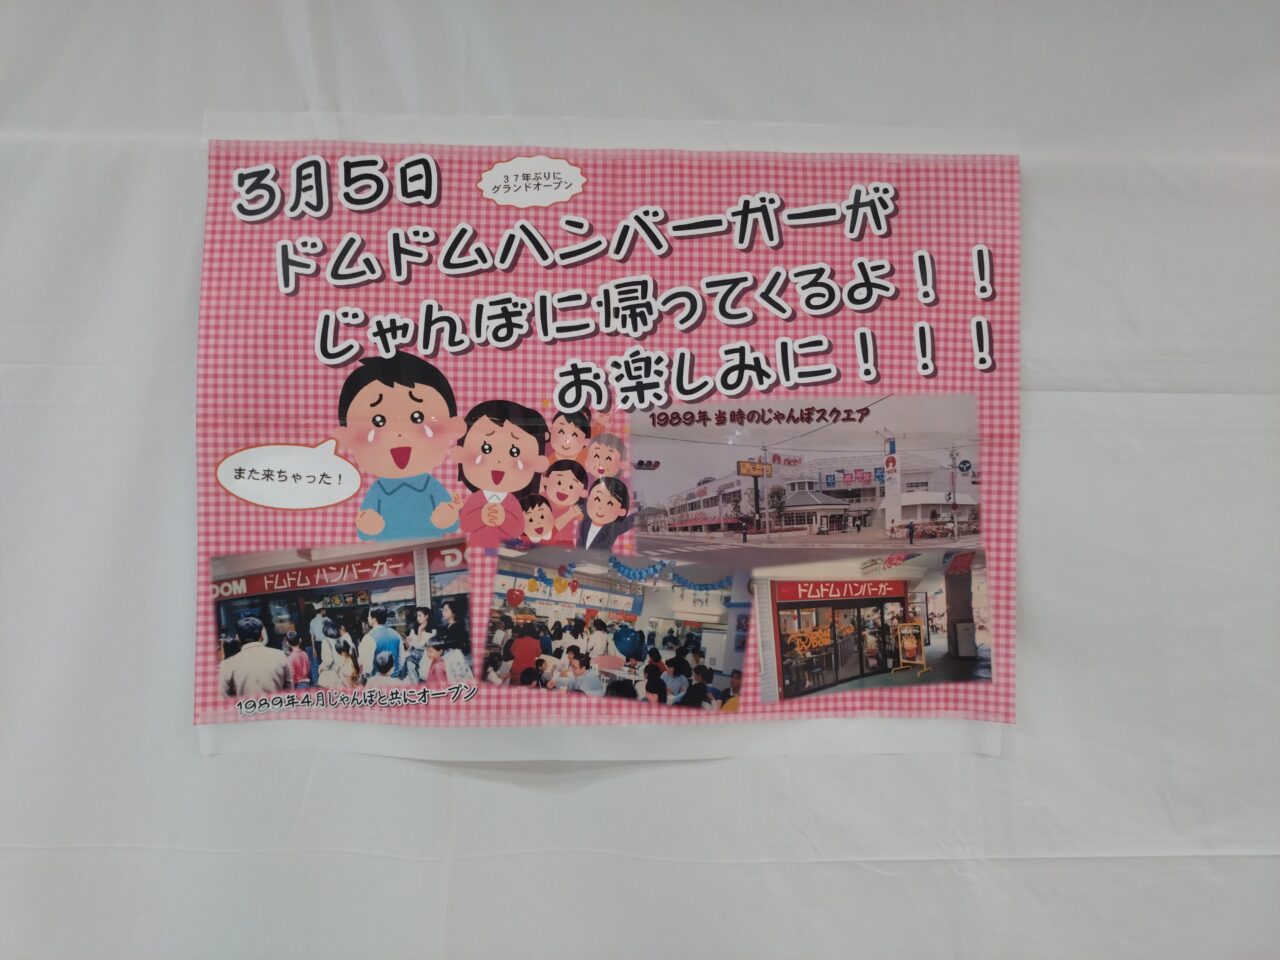 3月5日
37年ぶりに
グランドオープン
ドムドムハンバーガーが
じゃんぼに帰ってくるよ！！
お楽しみに！！！
また来ちゃった！
1989年当時のじゃんぼスクエア
nichii
DOM ドムドム ハンバーガー DO
ドムドム ハンバーガー
1989年4月じゃんぼと共にオープン